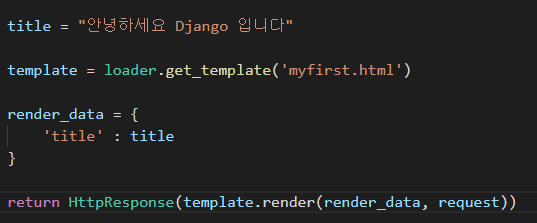 title = "안녕하세요 Django 입니다"
template = loader.get_template('myfirst.html')
render_data = {
    'title' : title
}
return HttpResponse(template.render(render_data, request))